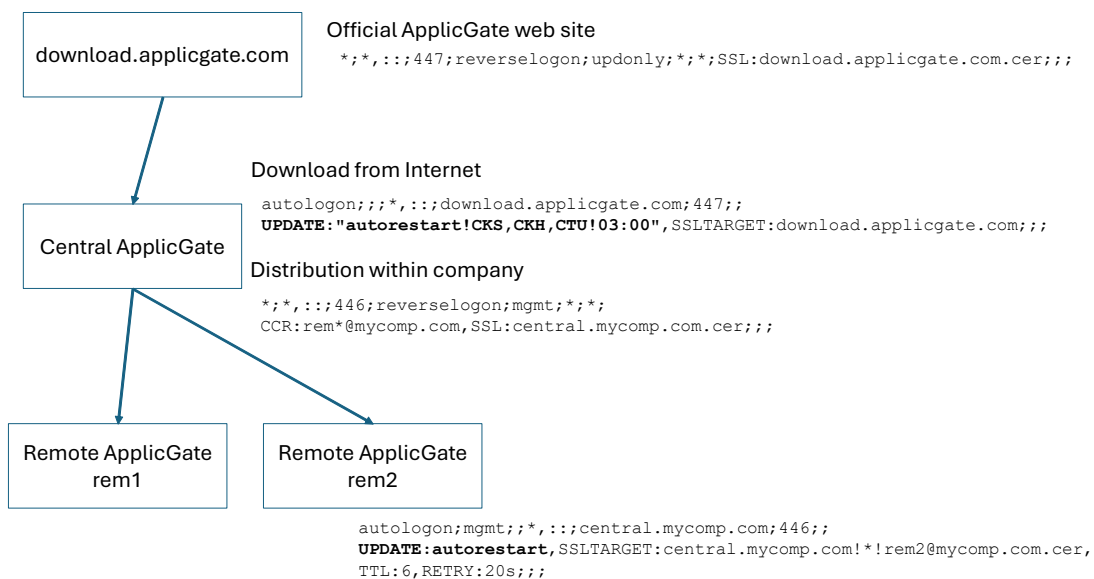 download.applicgate.com
Official ApplicGate web site
*;*,::;447;reverselogon;updonly;*;*;SSL:download.applicgate.com.cer;;;
Download from Internet
autologon;;;*,::;download.applicgate.com;447;;
UPDATE:"autorestart!CKS,CKH,CTU!03:00",SSLTARGET:download.applicgate.com;;;
Central ApplicGate
Distribution within company
*;*,::;446;reverselogon;mgmt;*;*;
CCR:rem*@mycomp.com,SSL:central.mycomp.com.cer;;;
Remote ApplicGate
rem1
Remote ApplicGate
rem2
autologon;mgmt;;*,::;central.mycomp.com;446;;
UPDATE:autorestart,SSLTARGET:central.mycomp.com!*!rem2@mycomp.com.cer,
TTL:6,RETRY:20s;;;